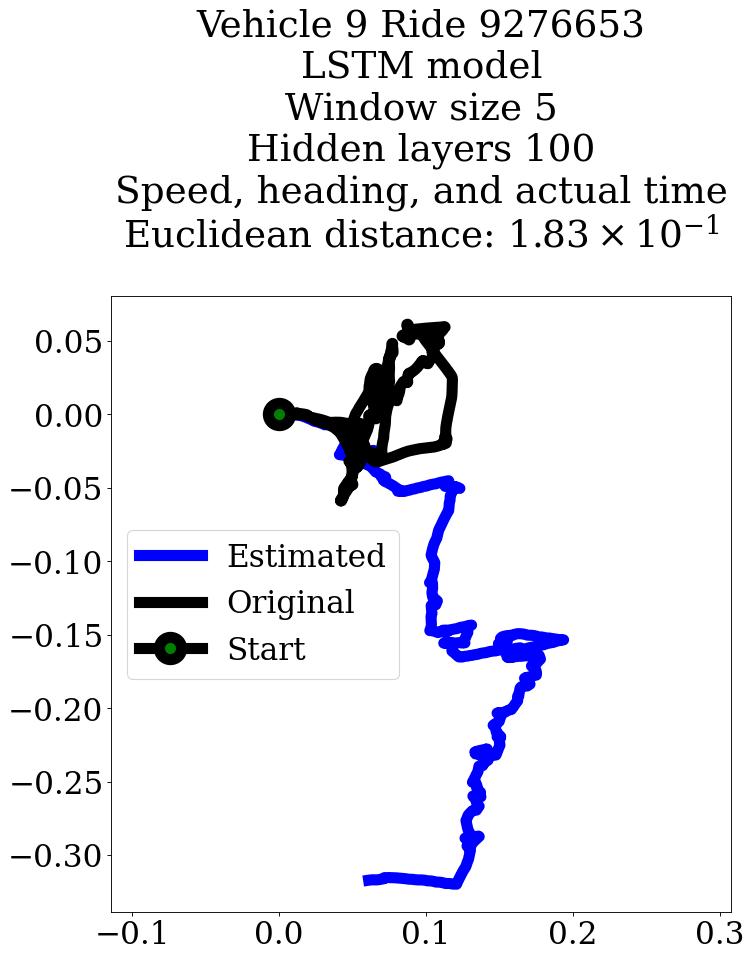 Vehicle 9 Ride 9276653
LSTM model
Window size 5
Hidden layers 100
Speed, heading, and actual time
Euclidean distance: 1.83 × 10⁻¹
0.05
0.00
−0.05
−0.10
−0.15
−0.20
−0.25
−0.30
Estimated
Original
Start
−0.1
0.0
0.1
0.2
0.3